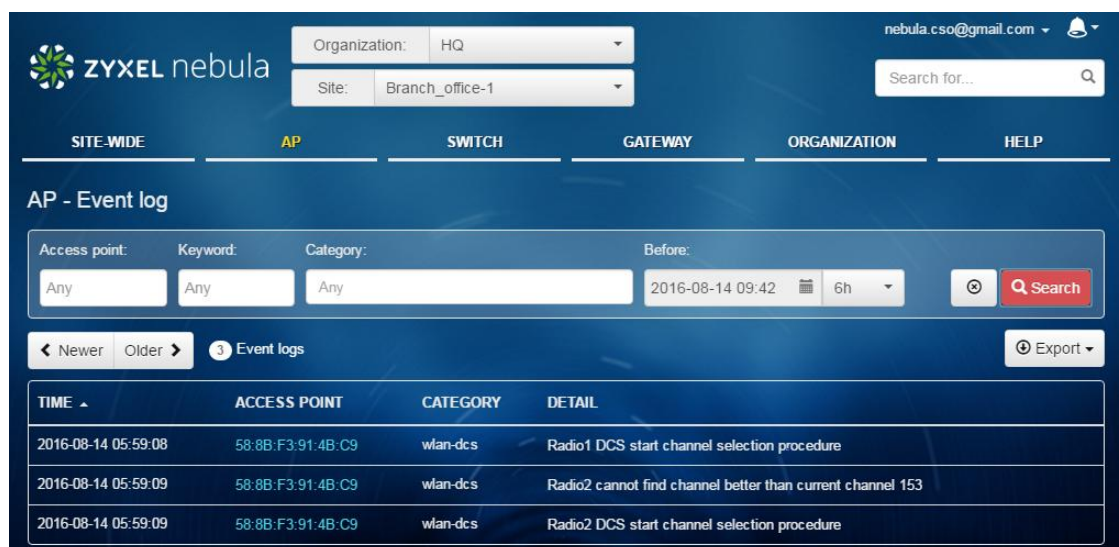 nebula.cso@gmail.com
ZYXEL nebula
Organization: HQ
Site: Branch_office-1
Search for...
SITE-WIDE AP SWITCH GATEWAY ORGANIZATION HELP
AP - Event log
Access point: Keyword: Category: Before:
Any Any Any 2016-08-14 09:42 6h Search
Newer Older 3 Event logs Export
TIME ACCESS POINT CATEGORY DETAIL
2016-08-14 05:59:08 58:8B:F3:91:4B:C9 wlan-dcs Radio1 DCS start channel selection procedure
2016-08-14 05:59:09 58:8B:F3:91:4B:C9 wlan-dcs Radio2 cannot find channel better than current channel 153
2016-08-14 05:59:09 58:8B:F3:91:4B:C9 wlan-dcs Radio2 DCS start channel selection procedure